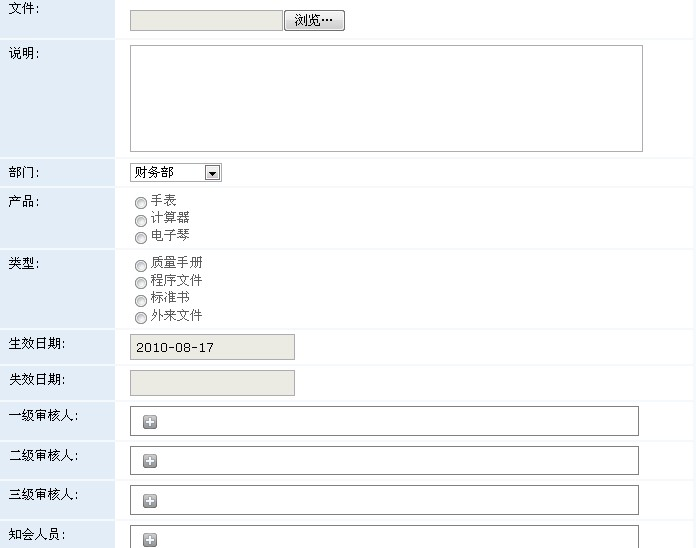 文件:
浏览…
说明:
部门:
财务部
产品:
手表
计算器
电子琴
类型:
质量手册
程序文件
标准书
外来文件
生效日期:
2010-08-17
失效日期:
一级审核人:
二级审核人:
三级审核人:
知会人员: